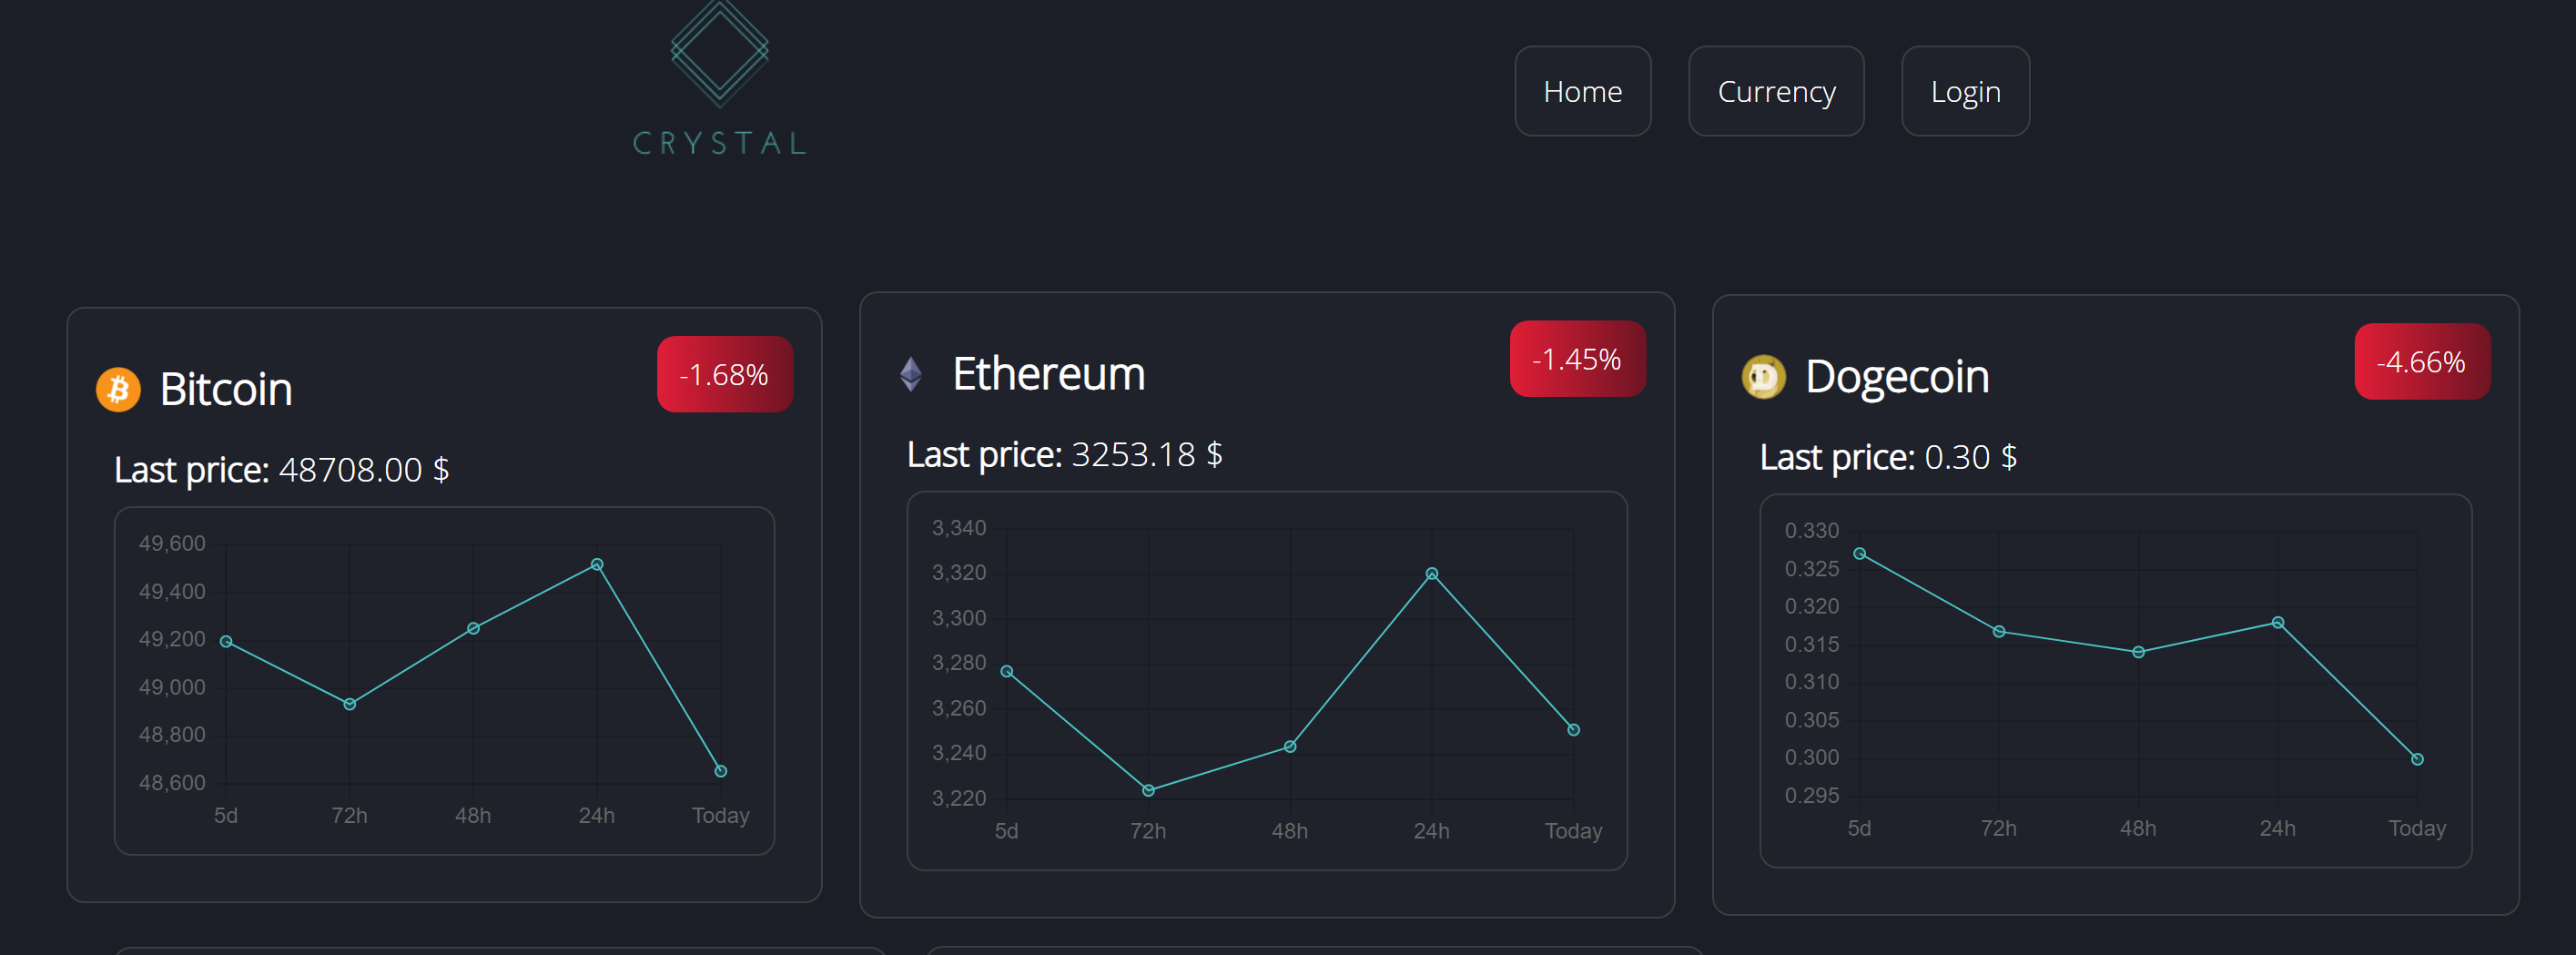 CRYSTAL
Home
Currency
Login
Bitcoin
-1.68%
Last price: 48708.00 $
49,600
49,400
49,200
49,000
48,800
48,600
5d 72h 48h 24h Today
Ethereum
-1.45%
Last price: 3253.18 $
3,340
3,320
3,300
3,280
3,260
3,240
3,220
5d 72h 48h 24h Today
Dogecoin
-4.66%
Last price: 0.30 $
0.330
0.325
0.320
0.315
0.310
0.305
0.300
0.295
5d 72h 48h 24h Today